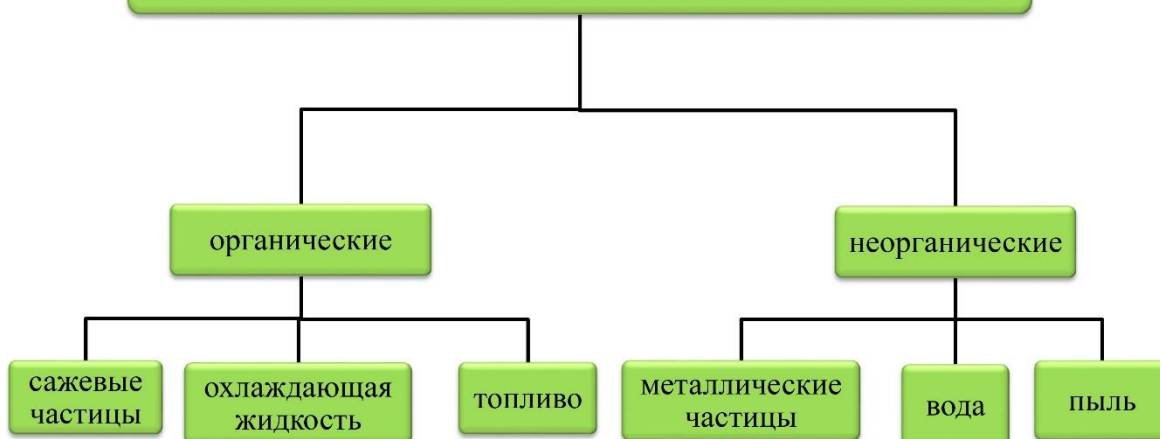 органические
неорганические
сажевые
частицы
охлаждающая
жидкость
топливо
металлические
частицы
вода
пыль